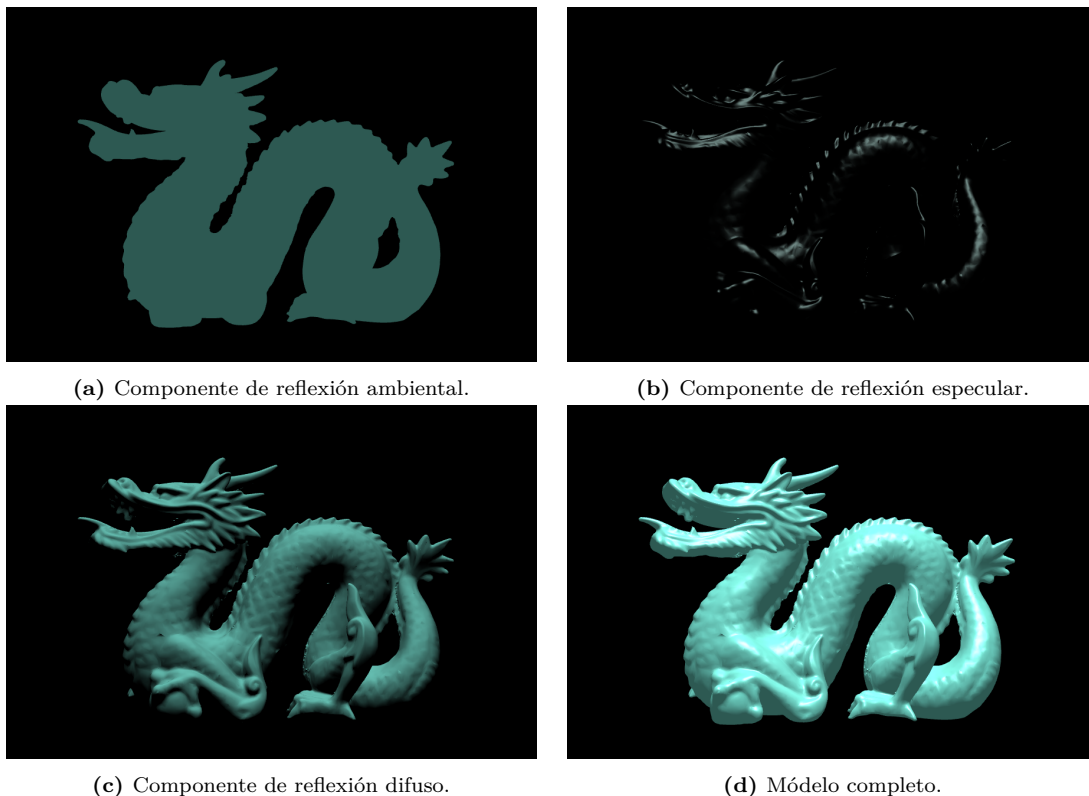 (a) Componente de reflexión ambiental.
(b) Componente de reflexión especular.
(c) Componente de reflexión difuso.
(d) Módelo completo.